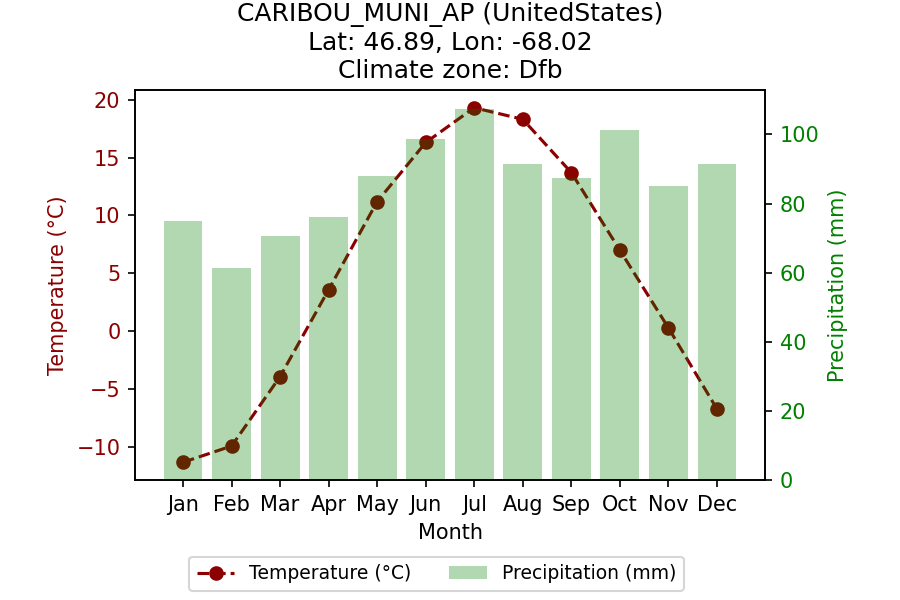 CARIBOU_MUNI_AP (UnitedStates)
Lat: 46.89, Lon: -68.02
Climate zone: Dfb
Temperature (°C)
20
15
10
5
0
−5
−10
100
80
60
40
20
0
Precipitation (mm)
Jan Feb Mar Apr May Jun Jul Aug Sep Oct Nov Dec
Month
Temperature (°C) Precipitation (mm)